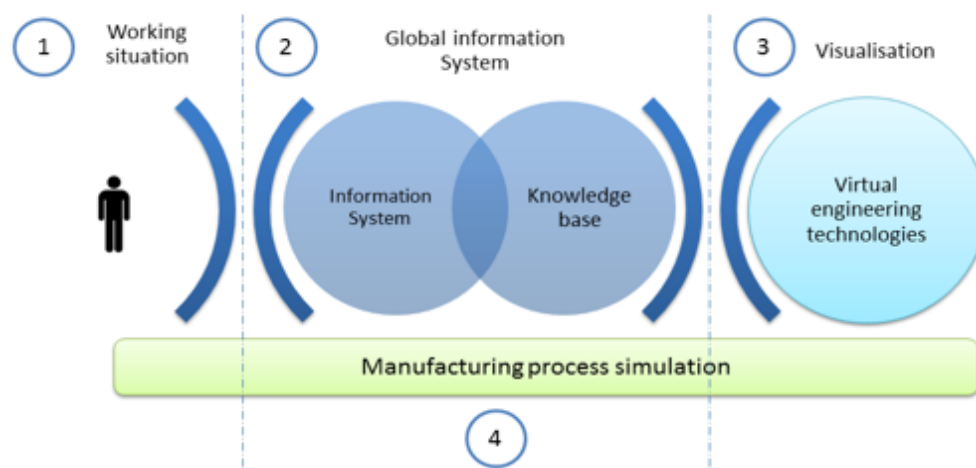 1
Working
situation
2
Global information
System
3
Visualisation
Information
System
Knowledge
base
Virtual
engineering
technologies
Manufacturing process simulation
4